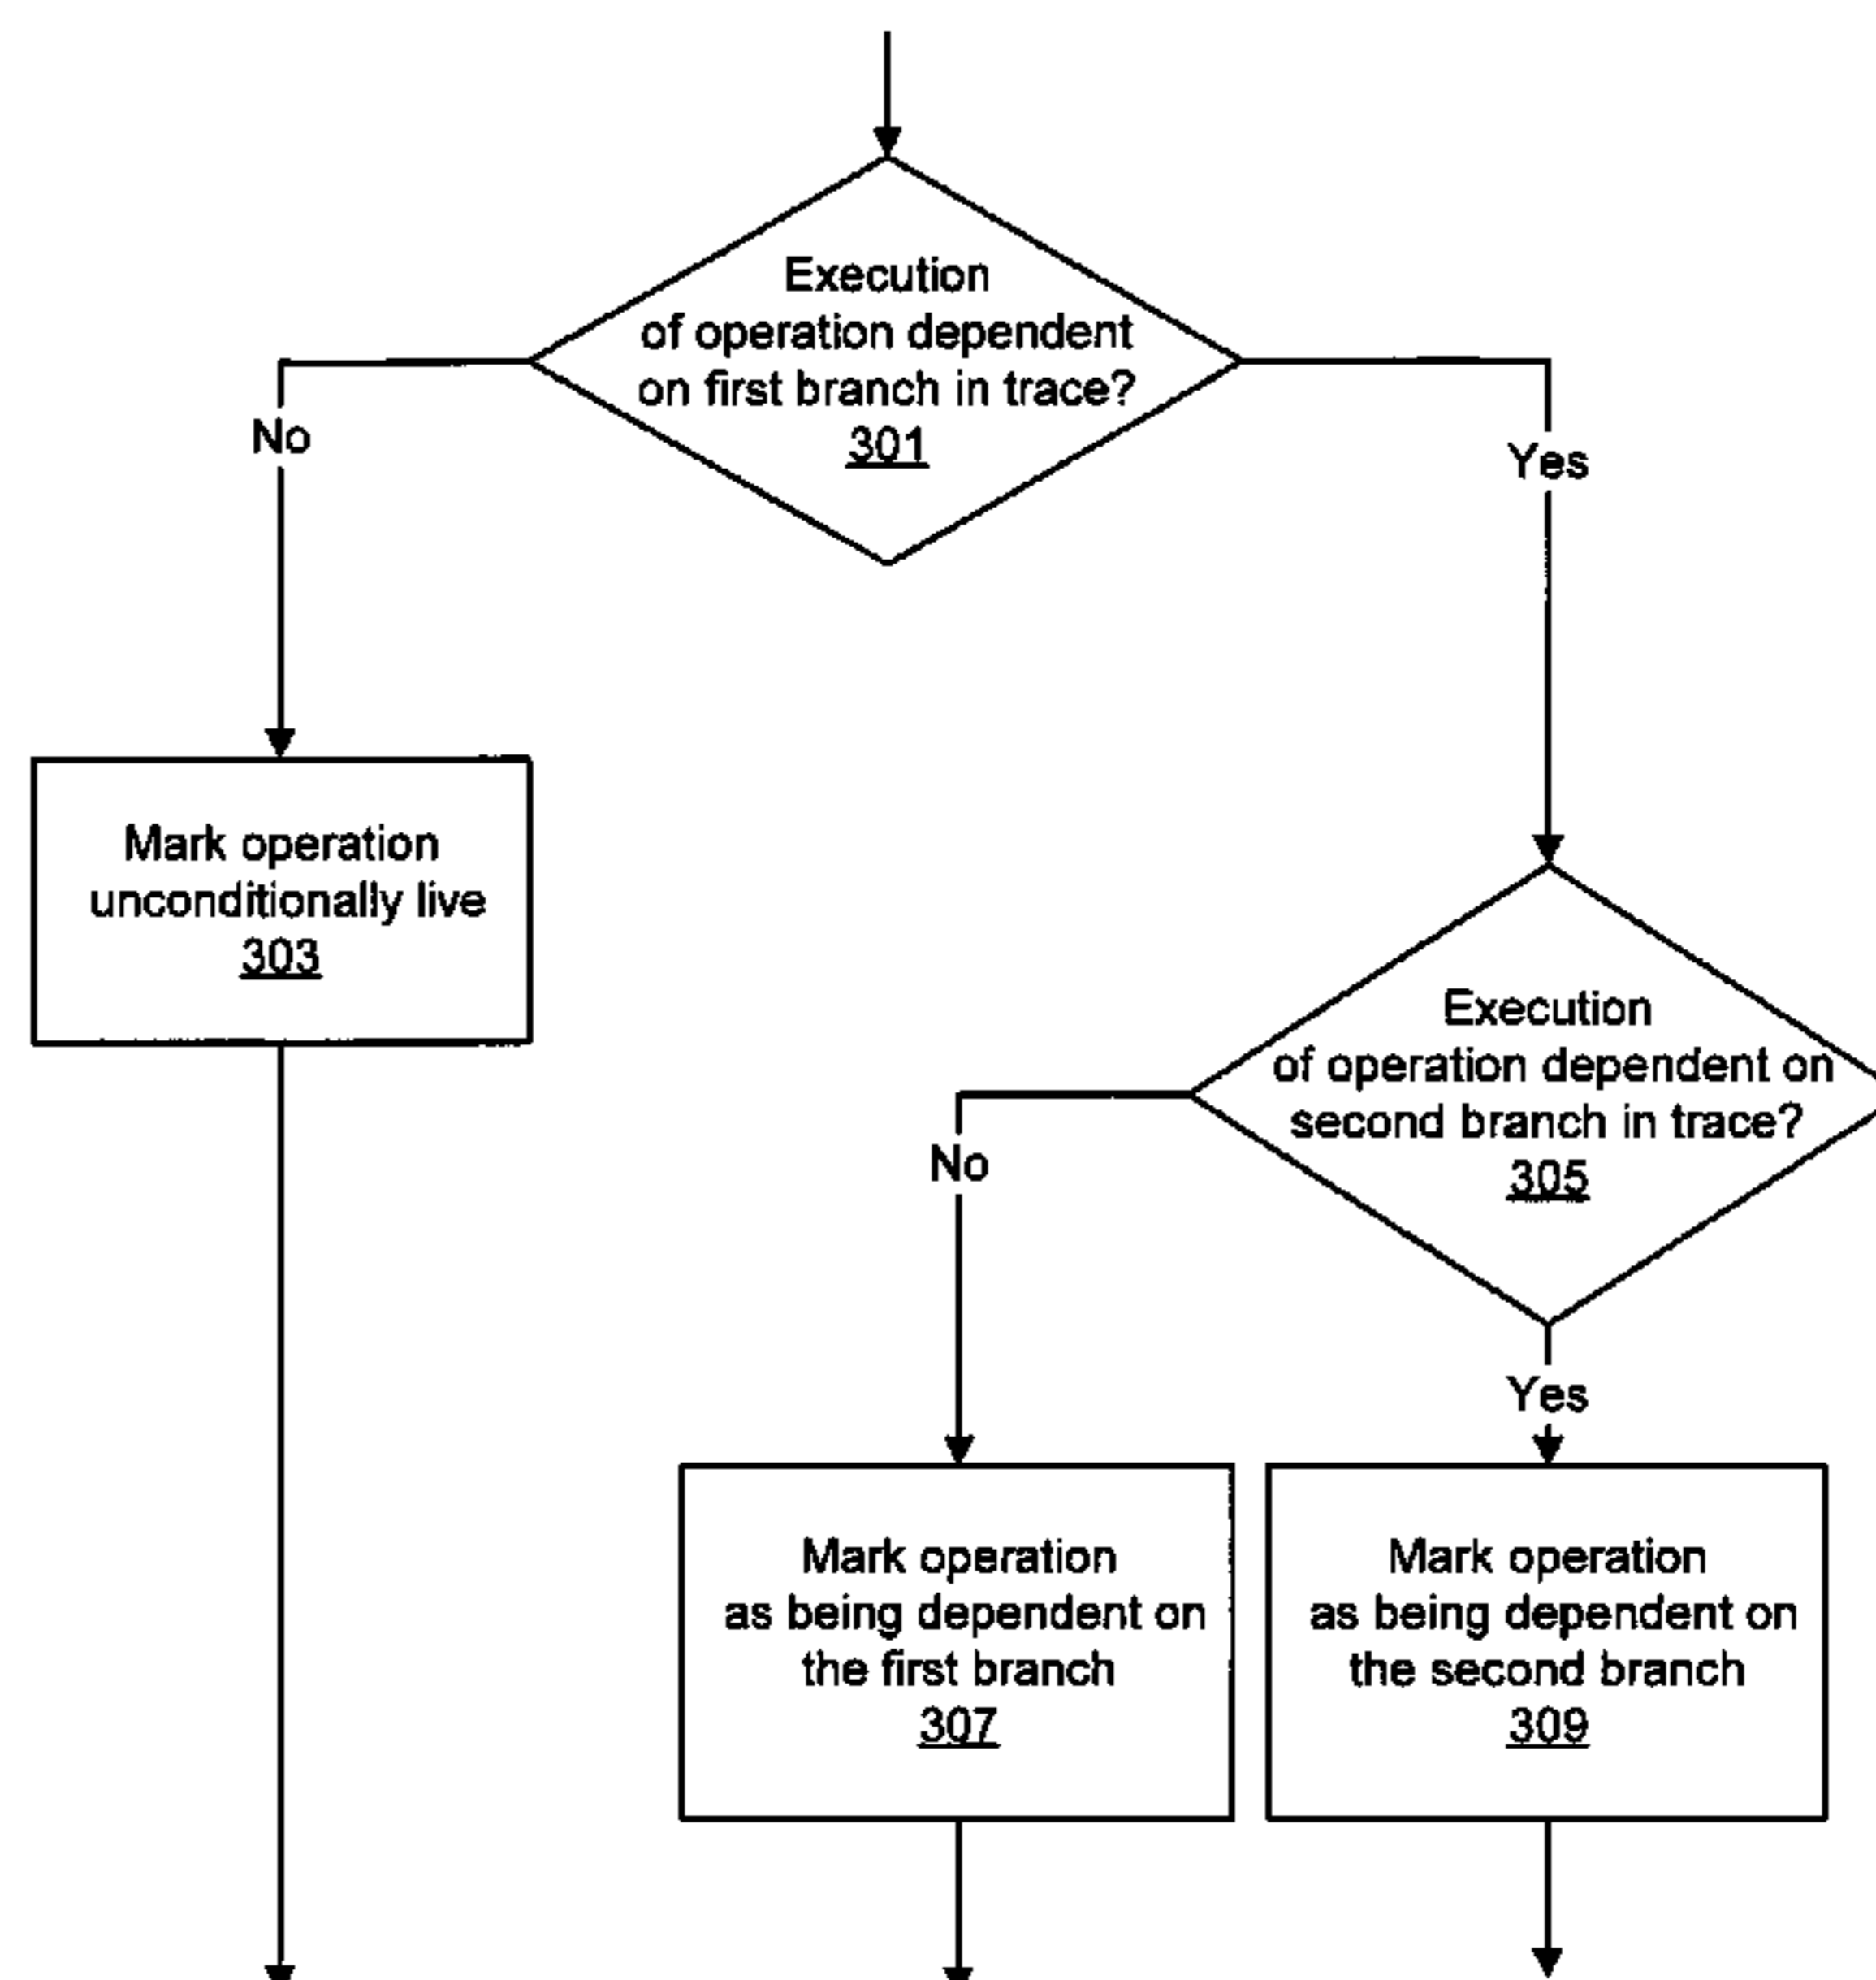 Execution
of operation dependent
on first branch in trace?
301
No
Yes
Mark operation
unconditionally live
303
Execution
of operation dependent on
second branch in trace?
305
No
Yes
Mark operation
as being dependent on
the first branch
307
Mark operation
as being dependent on
the second branch
309